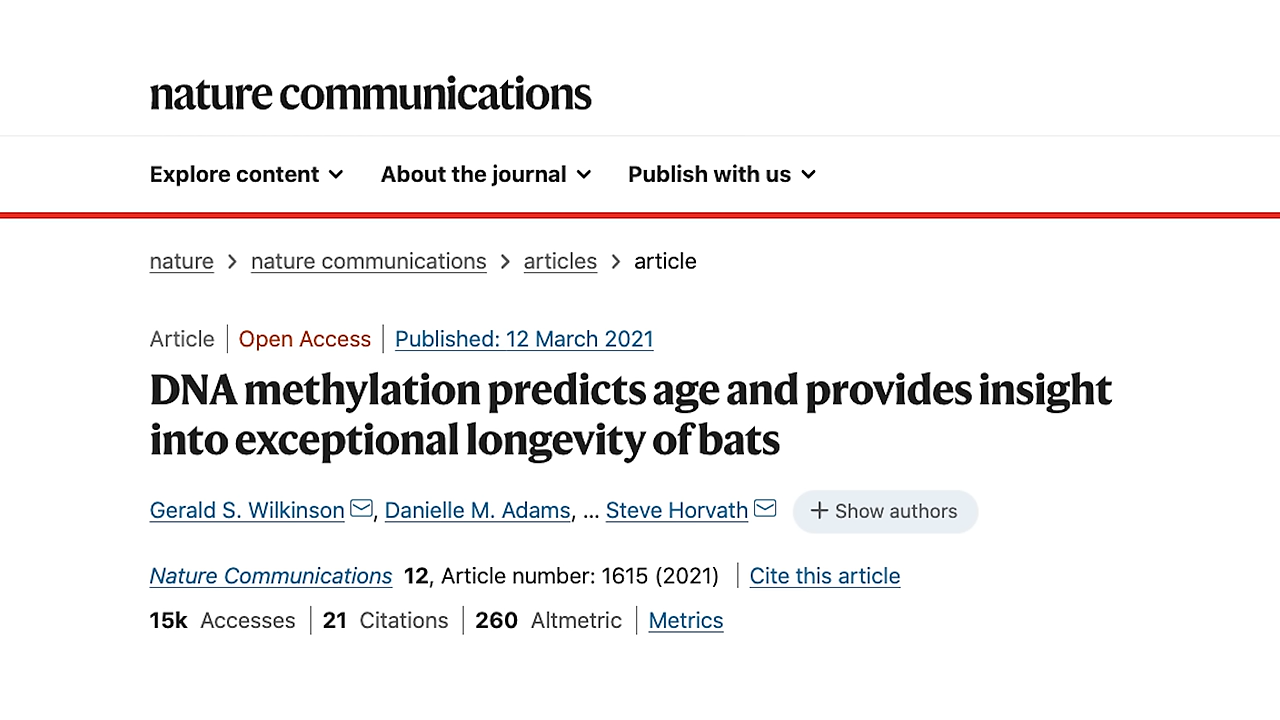 nature communications
Explore content About the journal Publish with us
nature > nature communications > articles > article
Article | Open Access | Published: 12 March 2021
DNA methylation predicts age and provides insight
into exceptional longevity of bats
Gerald S. Wilkinson, Danielle M. Adams, ... Steve Horvath + Show authors
Nature Communications 12, Article number: 1615 (2021) | Cite this article
15k Accesses | 21 Citations | 260 Altmetric | Metrics